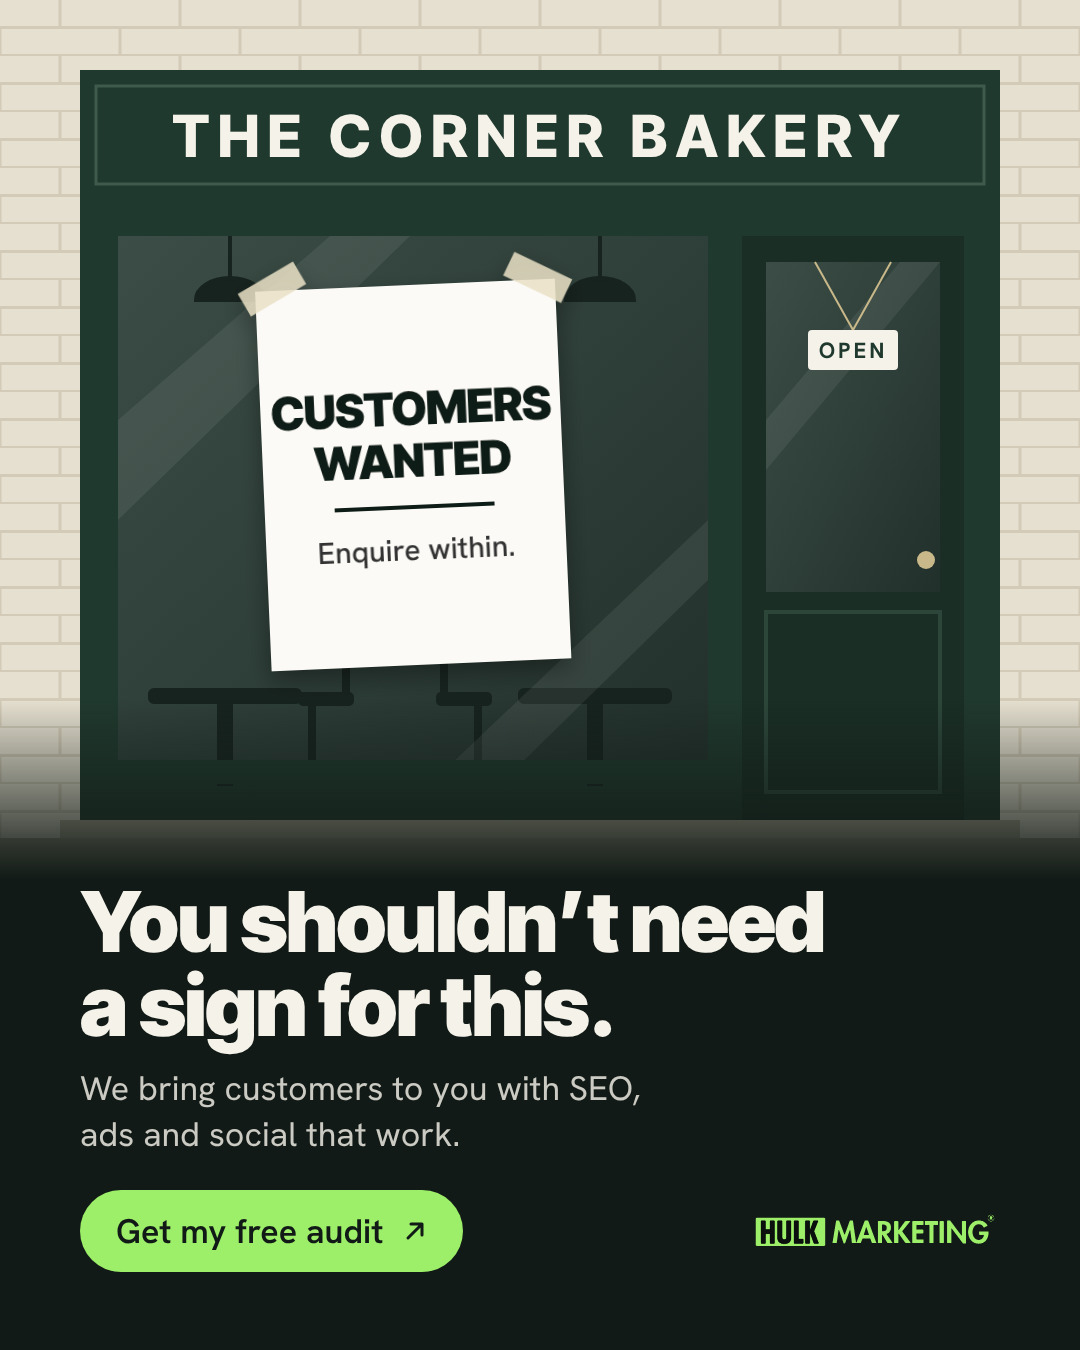 THE CORNER BAKERY
OPEN
CUSTOMERS
WANTED
Enquire within.
You shouldn’t need
a sign for this.
We bring customers to you with SEO,
ads and social that work.
Get my free audit ↗
HULK MARKETING